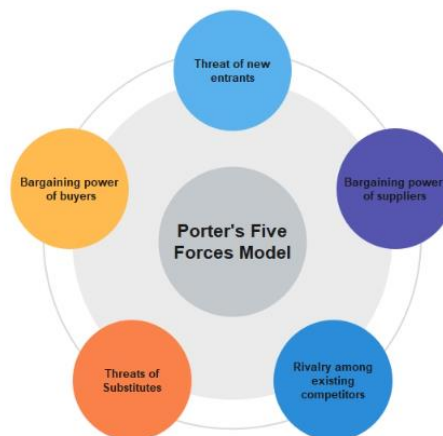 Threat of new
entrants
Bargaining power
of buyers
Bargaining power
of suppliers
Porter's Five
Forces Model
Threats of
Substitutes
Rivalry among
existing
competitors